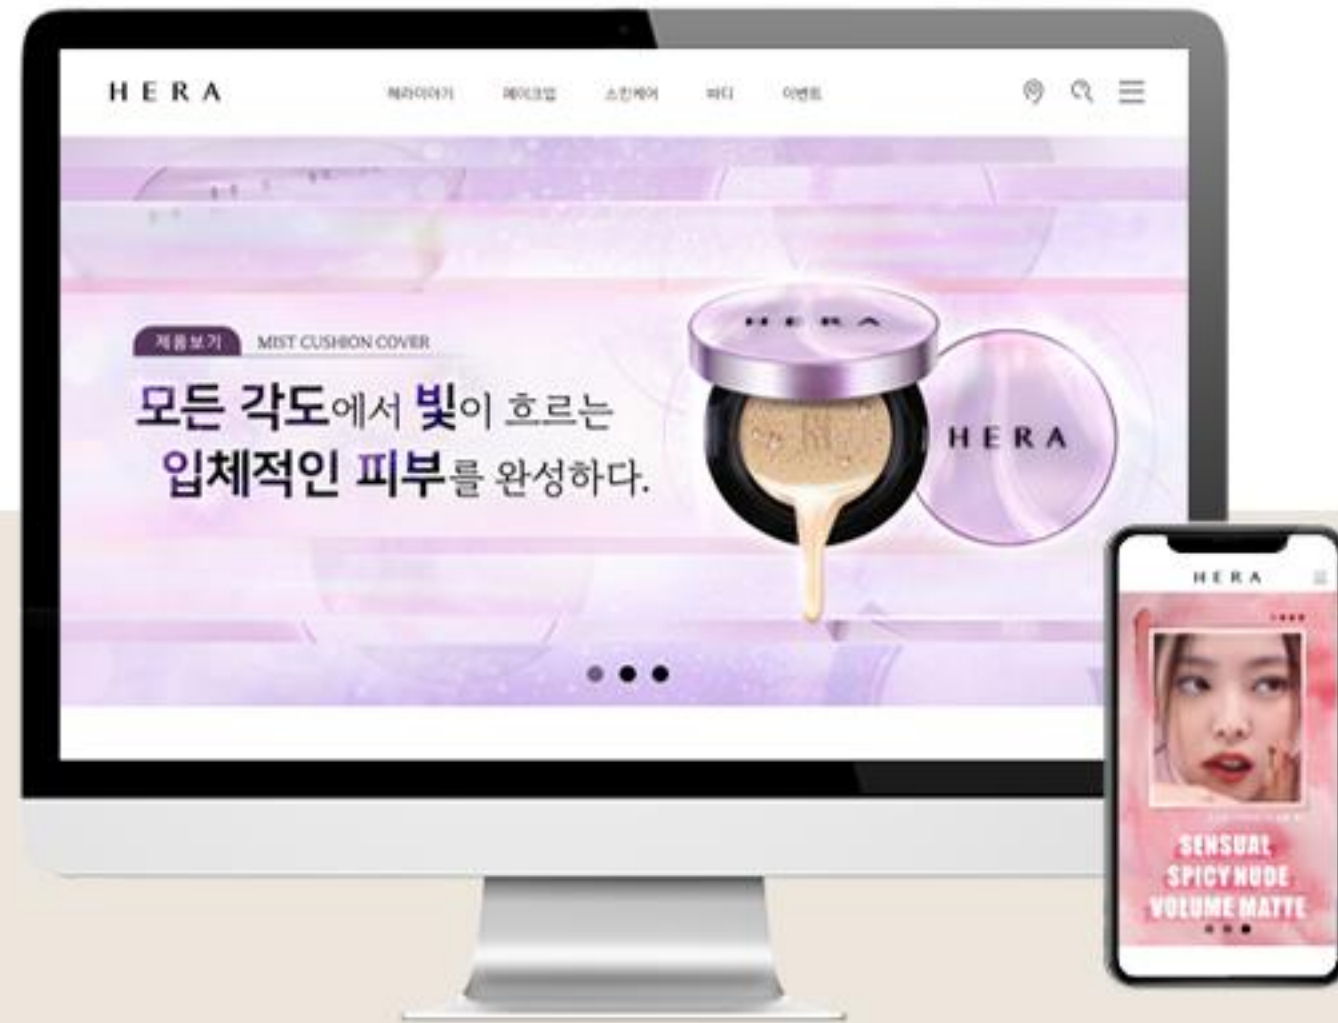 HERA
헤라이야기 메이크업 스킨케어 바디 이벤트
제품보기 MIST CUSHION COVER
모든 각도에서 빛이 흐르는
입체적인 피부를 완성하다.
HERA
HERA
HERA
SENSUAL
SPICY NUDE
VOLUME MATTE